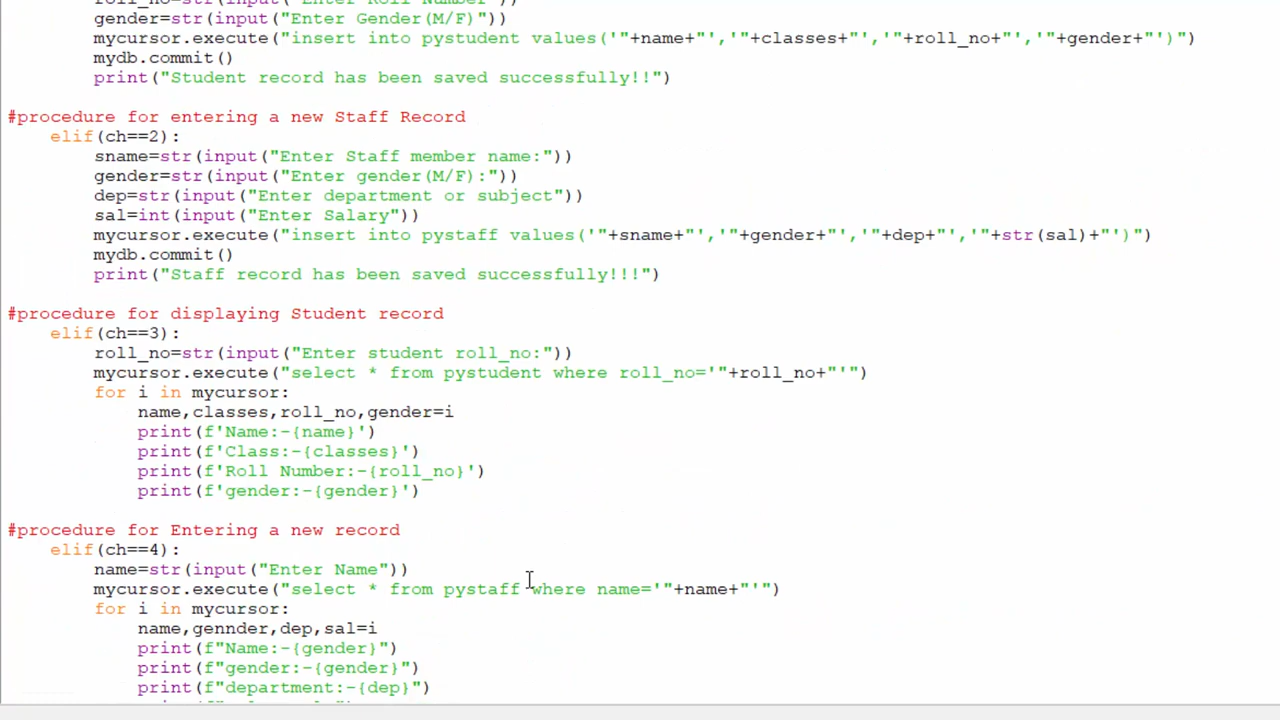 roll_no=str(input("Enter Roll Number"))
gender=str(input("Enter Gender(M/F)"))
mycursor.execute("insert into pystudent values('"+name+"','"+classes+"','"+roll_no+"','"+gender+"')")
mydb.commit()
print("Student record has been saved successfully!!")
#procedure for entering a new Staff Record
elif(ch==2):
sname=str(input("Enter Staff member name:"))
gender=str(input("Enter gender(M/F):"))
dep=str(input("Enter department or subject"))
sal=int(input("Enter Salary"))
mycursor.execute("insert into pystaff values('"+sname+"','"+gender+"','"+dep+"','"+str(sal)+"')")
mydb.commit()
print("Staff record has been saved successfully!!!")
#procedure for displaying Student record
elif(ch==3):
roll_no=str(input("Enter student roll_no:"))
mycursor.execute("select * from pystudent where roll_no='"+roll_no+"'")
for i in mycursor:
name,classes,roll_no,gender=i
print(f'Name:-{name}')
print(f'Class:-{classes}')
print(f'Roll Number:-{roll_no}')
print(f'gender:-{gender}')
#procedure for Entering a new record
elif(ch==4):
name=str(input("Enter Name"))
mycursor.execute("select * from pystaff where name='"+name+"'")
for i in mycursor:
name,gennder,dep,sal=i
print(f"Name:-{gender}")
print(f"gender:-{gender}")
print(f"department:-{dep}")